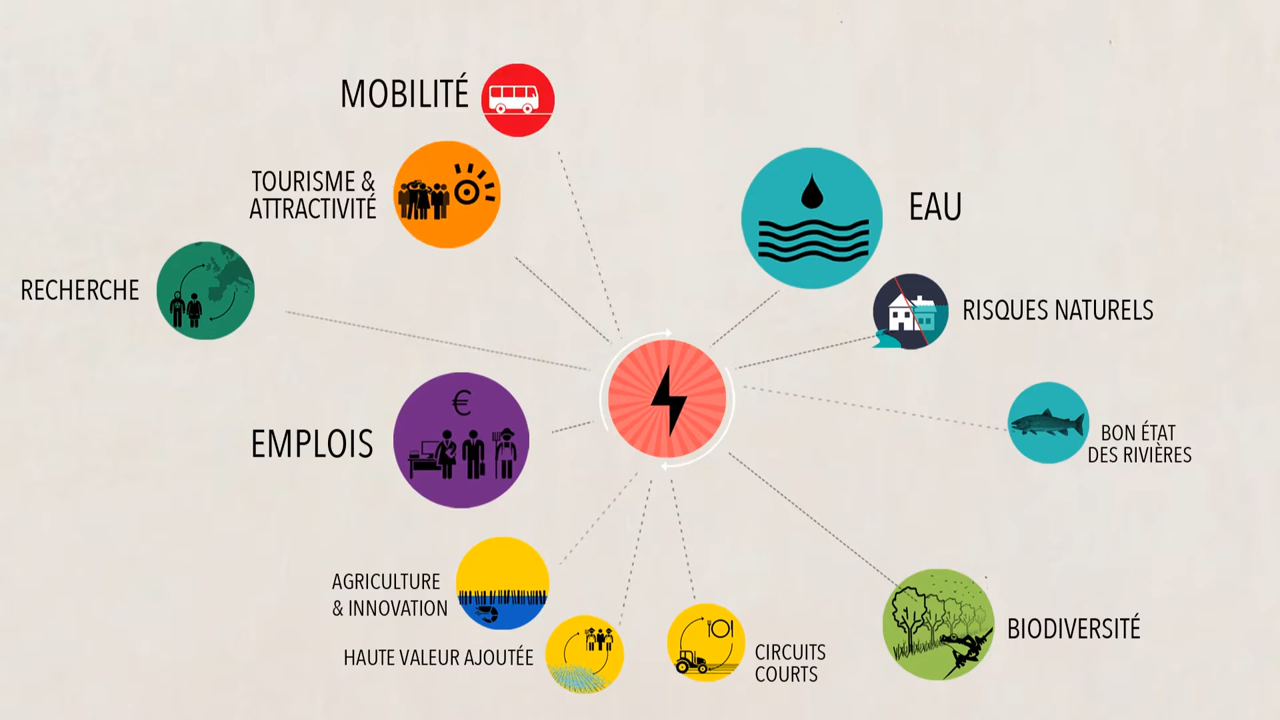 MOBILITÉ
TOURISME &
ATTRACTIVITÉ
EAU
RECHERCHE
RISQUES NATURELS
€
EMPLOIS
BON ÉTAT
DES RIVIÈRES
AGRICULTURE
& INNOVATION
HAUTE VALEUR AJOUTÉE
CIRCUITS
COURTS
BIODIVERSITÉ